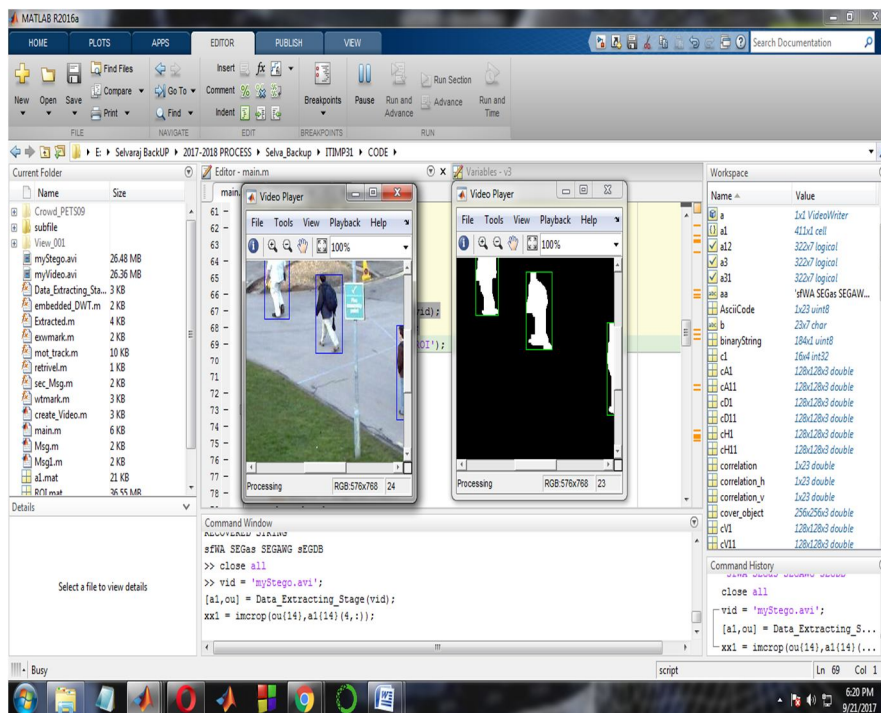 MATLAB R2016a
HOME PLOTS APPS EDITOR PUBLISH VIEW
Search Documentation
New Open Save
Find Files
Compare
Print
Go To
Find
Insert fx
Comment
Indent
Breakpoints
Pause
Run and Advance
Run Section
Advance
Run and Time
FILE NAVIGATE EDIT BREAKPOINTS RUN
E: Selvaraj BackUP 2017-2018 PROCESS Selva_Backup ITIMP31 CODE
Current Folder
Name Size
Crowd_PETS09
subfile
View_001
myStego.avi 26.48 MB
myVideo.avi 26.36 MB
Data_Extracting_Sta... 3 KB
embedded_DWT.m 2 KB
Extracted.m 4 KB
exwmark.m 2 KB
mot_track.m 10 KB
retrivel.m 1 KB
sec_Msg.m 2 KB
wtmark.m 3 KB
create_Video.m 3 KB
main.m 6 KB
Msg.m 2 KB
Msg1.m 2 KB
a1.mat 21 KB
ROI.mat 36.55 MB
Details
Select a file to view details
Editor - main.m
Variables - v3
main.
61
62
63
64
65
66
67 vid);
68
69 ROI');
70
71
72
73
74
75
76
77
78
Video Player
File Tools View Playback Help
100%
Processing RGB:576x768 24
Video Player
File Tools View Playback Help
100%
Processing RGB:576x768 23
Command Window
RECOVERED STRING
sfWA SEGas SEGAWG sEGDB
>> close all
>> vid = 'myStego.avi';
[a1,ou] = Data_Extracting_Stage(vid);
xx1 = imcrop(ou{14},a1{14}(4,:));
Workspace
Name Value
a 1x1 VideoWriter
a1 411x1 cell
a12 322x7 logical
a3 322x7 logical
a31 322x7 logical
aa 'sfWA SEGas SEGAW...
AsciiCode 1x23 uint8
b 23x7 char
binaryString 184x1 uint8
c1 16x4 int32
cA1 128x128x3 double
cA11 128x128x3 double
cD1 128x128x3 double
cD11 128x128x3 double
cH1 128x128x3 double
cH11 128x128x3 double
correlation 1x23 double
correlation_h 1x23 double
correlation_v 1x23 double
cover_object 256x256x3 double
cV1 128x128x3 double
cV11 128x128x3 double
Command History
sfWA SEGas SEGAWG sEGDB
close all
vid = 'myStego.avi';
[a1,ou] = Data_Extracting_S...
xx1 = imcrop(ou{14},a1{14}(...
Busy
script
Ln 69 Col 1
6:20 PM
9/21/2017